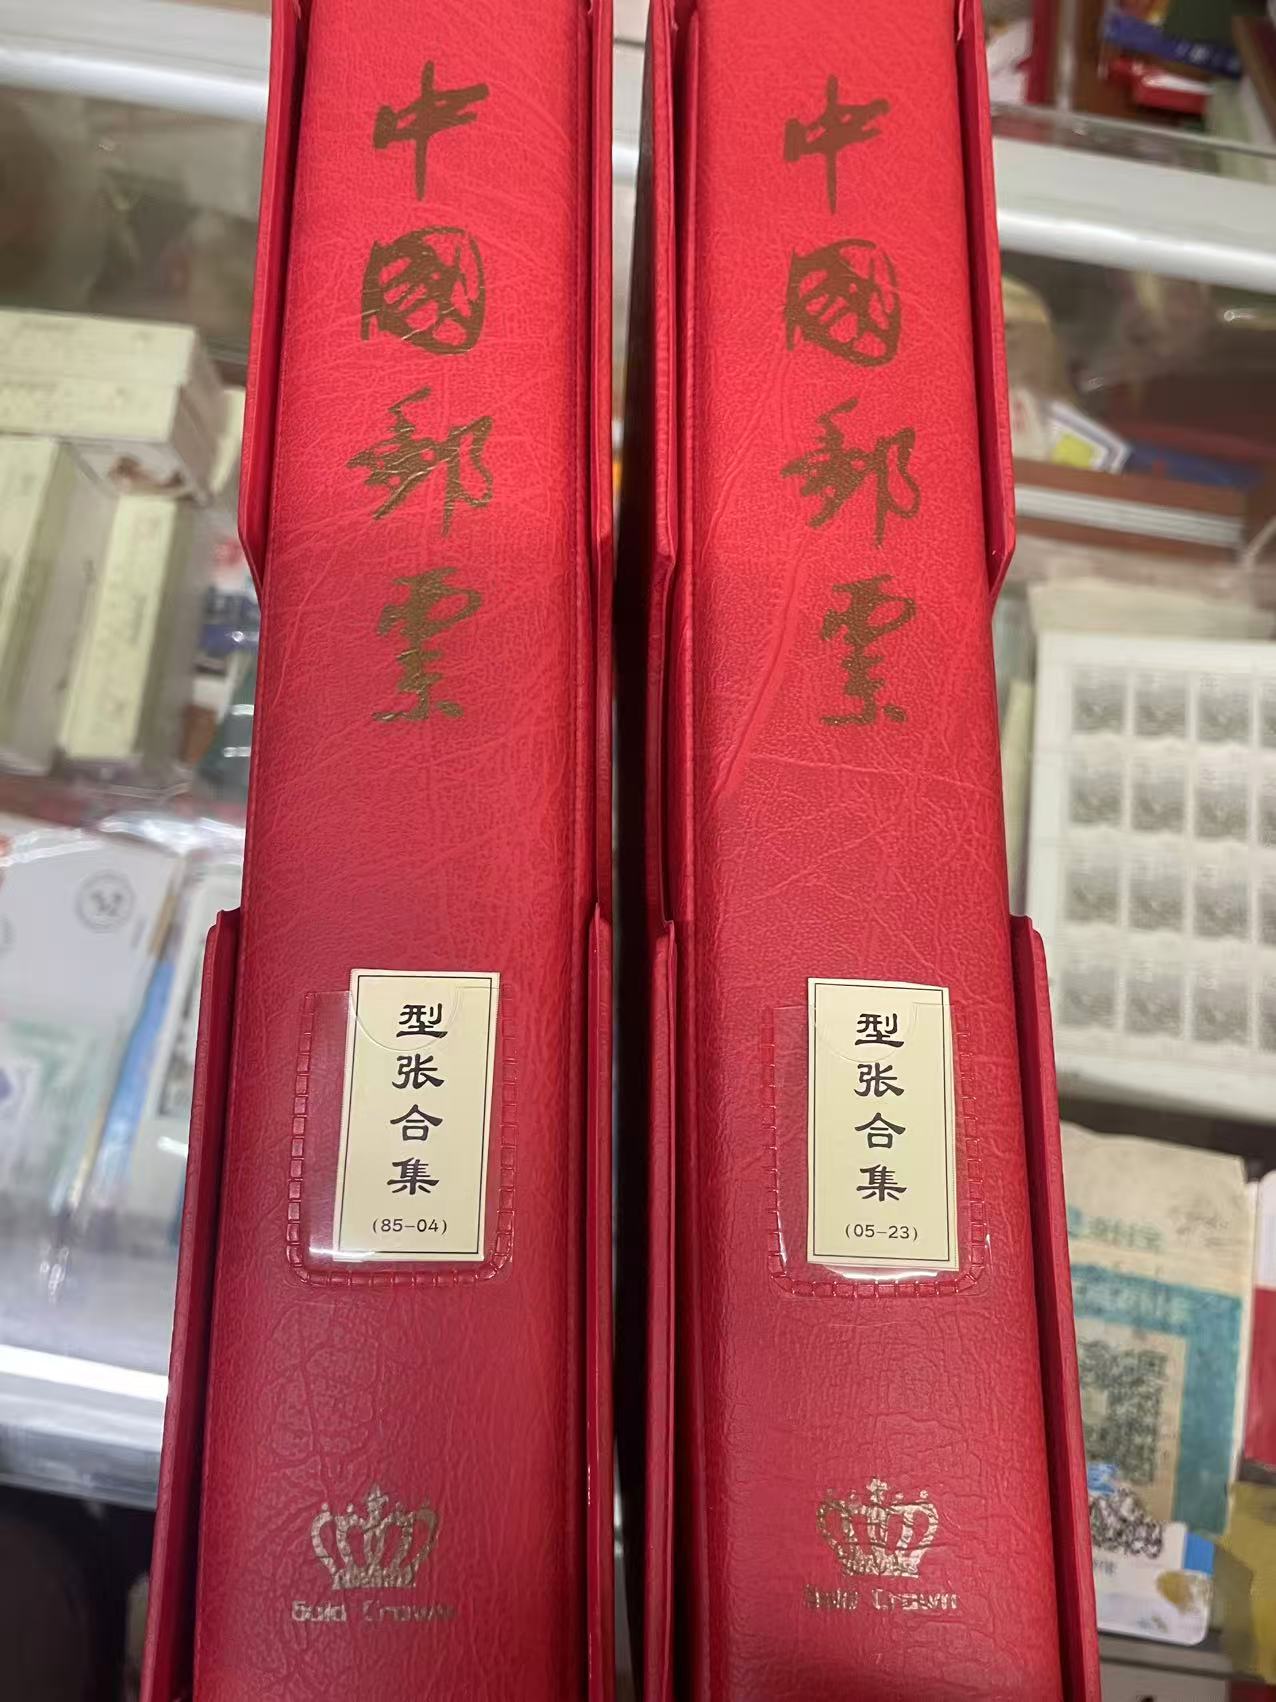 中國郵票
型张合集
(85-04)
Gold Crown
中國郵票
型张合集
(05-23)
Gold Crown